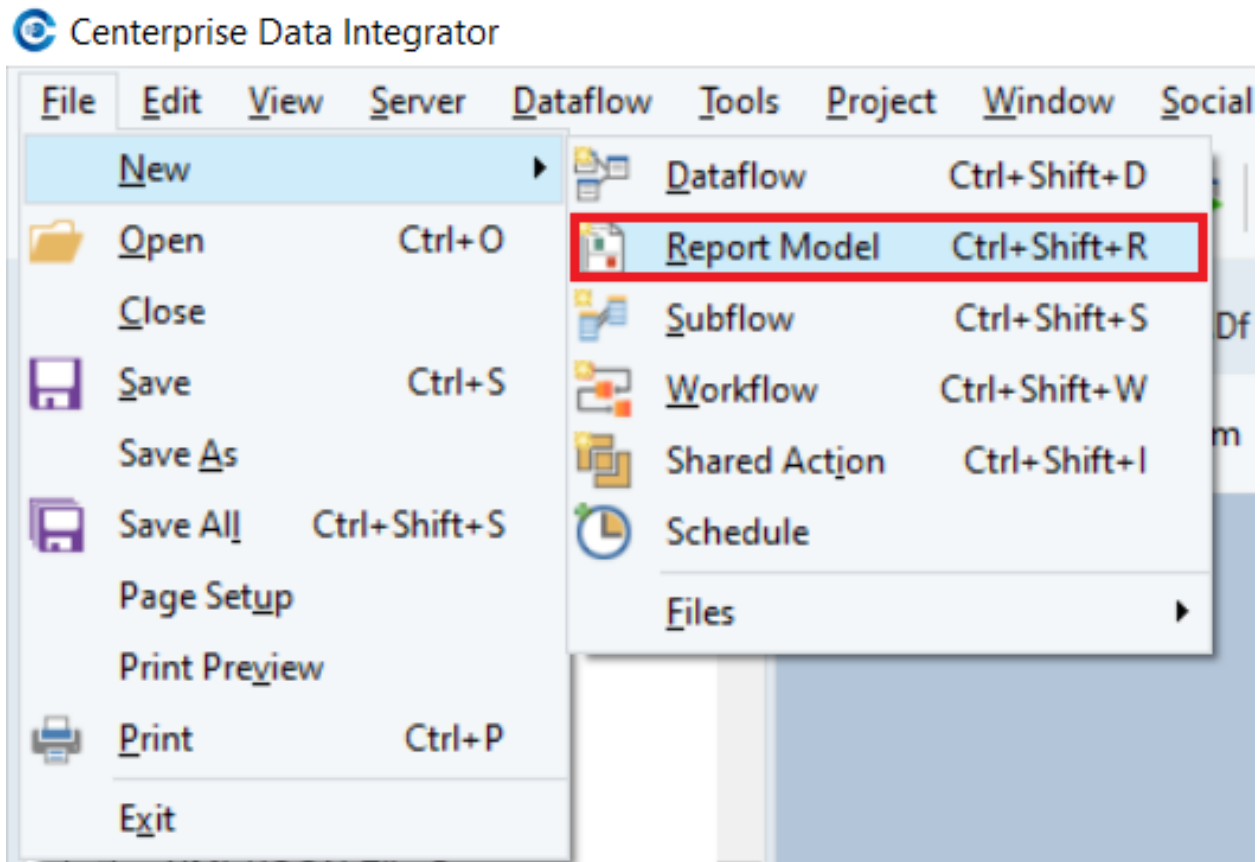 Centerprise Data Integrator
File Edit View Server Dataflow Tools Project Window Social
New
Open Ctrl+O
Close
Save Ctrl+S
Save As
Save All Ctrl+Shift+S
Page Setup
Print Preview
Print Ctrl+P
Exit
Dataflow Ctrl+Shift+D
Report Model Ctrl+Shift+R
Subflow Ctrl+Shift+S
Workflow Ctrl+Shift+W
Shared Action Ctrl+Shift+I
Schedule
Files
Df
m